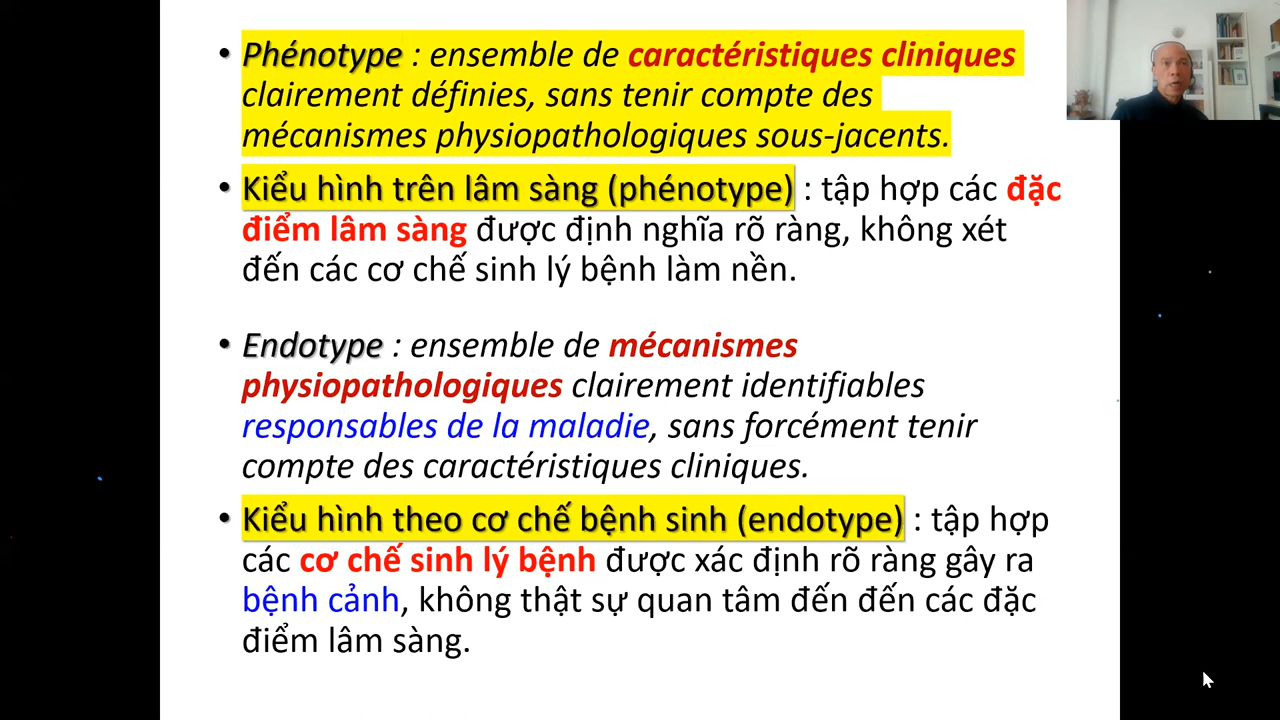 • Phénotype : ensemble de caractéristiques cliniques
clairement définies, sans tenir compte des
mécanismes physiopathologiques sous-jacents.
• Kiểu hình trên lâm sàng (phénotype) : tập hợp các đặc
điểm lâm sàng được định nghĩa rõ ràng, không xét
đến các cơ chế sinh lý bệnh làm nền.
• Endotype : ensemble de mécanismes
physiopathologiques clairement identifiables
responsables de la maladie, sans forcément tenir
compte des caractéristiques cliniques.
• Kiểu hình theo cơ chế bệnh sinh (endotype) : tập hợp
các cơ chế sinh lý bệnh được xác định rõ ràng gây ra
bệnh cảnh, không thật sự quan tâm đến đến các đặc
điểm lâm sàng.